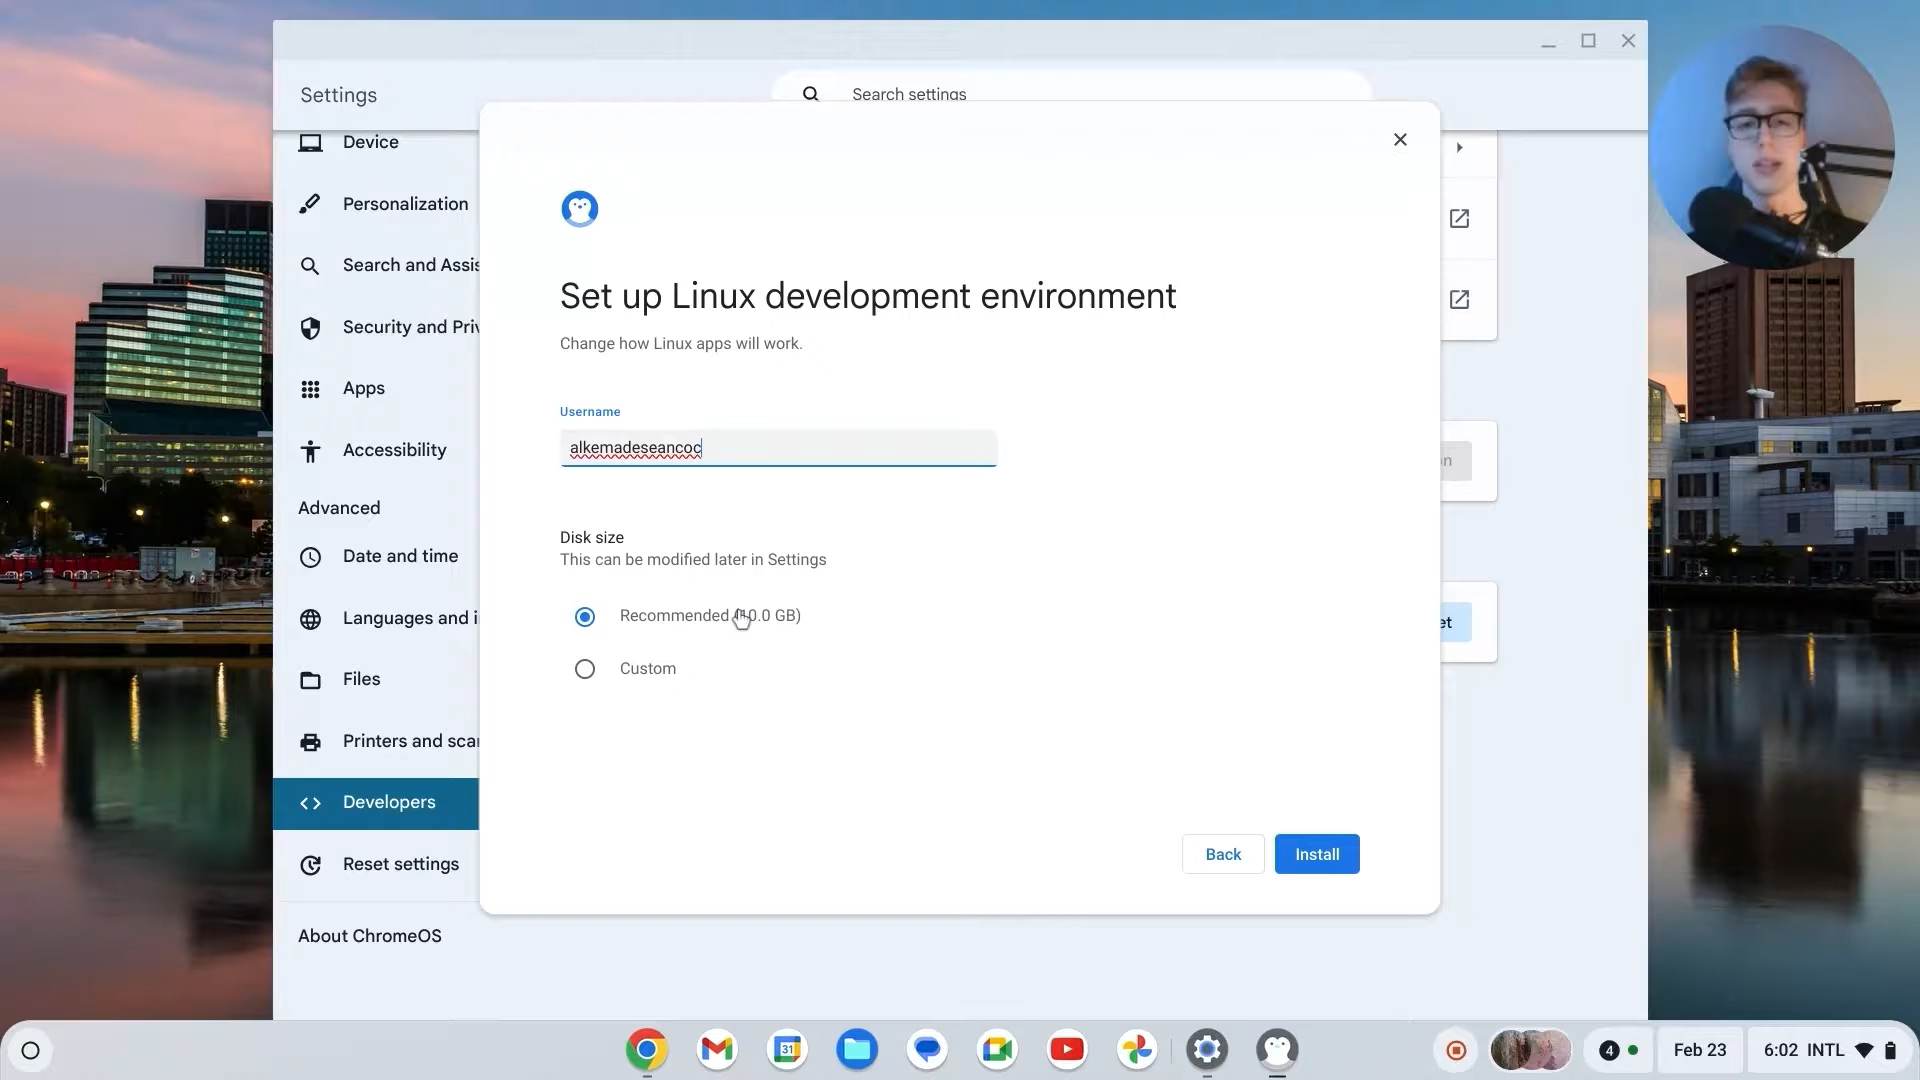 Settings
Search settings
Device
Personalization
Search and Assis
Security and Priv
Apps
Accessibility
Advanced
Date and time
Languages and i
Files
Printers and scar
Developers
Reset settings
About ChromeOS
Set up Linux development environment
Change how Linux apps will work.
Username
alkemadeseancoc
Disk size
This can be modified later in Settings
Recommended (10.0 GB)
Custom
Back
Install
n
et
31
4
Feb 23
6:02 INTL